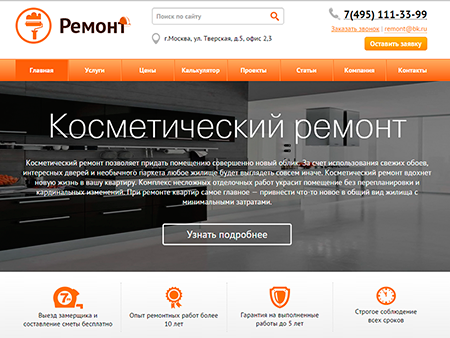 Ремонт
Поиск по сайту
г.Москва, ул. Тверская, д.5, офис 2,3
7(495) 111-33-99
Заказать звонок | remont@bk.ru
Оставить заявку
Главная Услуги Цены Калькулятор Проекты Статьи Компания Контакты
Косметический ремонт
Косметический ремонт позволяет придать помещению совершенно новый облик. За счет использования свежих обоев,
интересных дверей и необычного паркета любое жилище будет выглядеть совсем иначе. Косметический ремонт вдохнет
новую жизнь в вашу квартиру. Комплекс несложных отделочных работ украсит помещение без перепланировки и
кардинальных изменений. При ремонте квартир самое главное — привнести что-то новое в общий вид жилища с
минимальными затратами.
Узнать подробнее
7+
Выезд замерщика и
составление сметы бесплатно
Опыт ремонтных работ более
10 лет
Гарантия на выполненные
работы до 5 лет
Строгое соблюдение
всех сроков